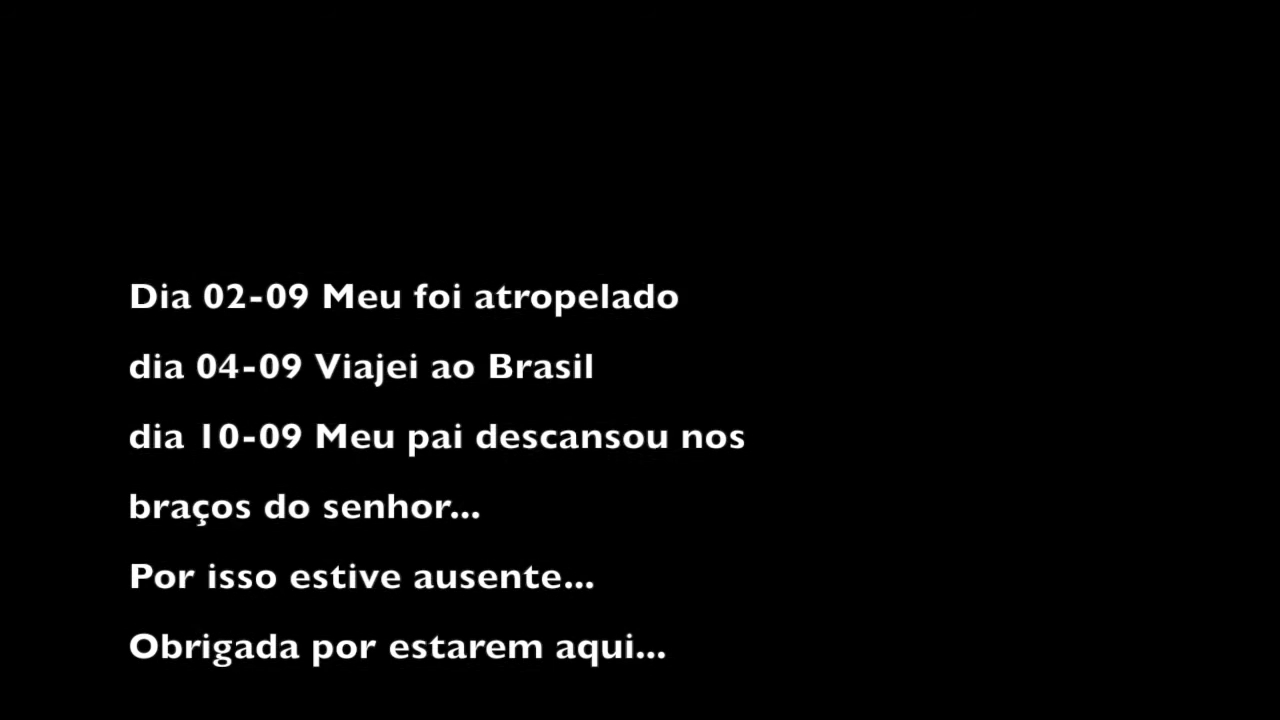 Dia 02-09 Meu foi atropelado
dia 04-09 Viajei ao Brasil
dia 10-09 Meu pai descansou nos
braços do senhor...
Por isso estive ausente...
Obrigada por estarem aqui...